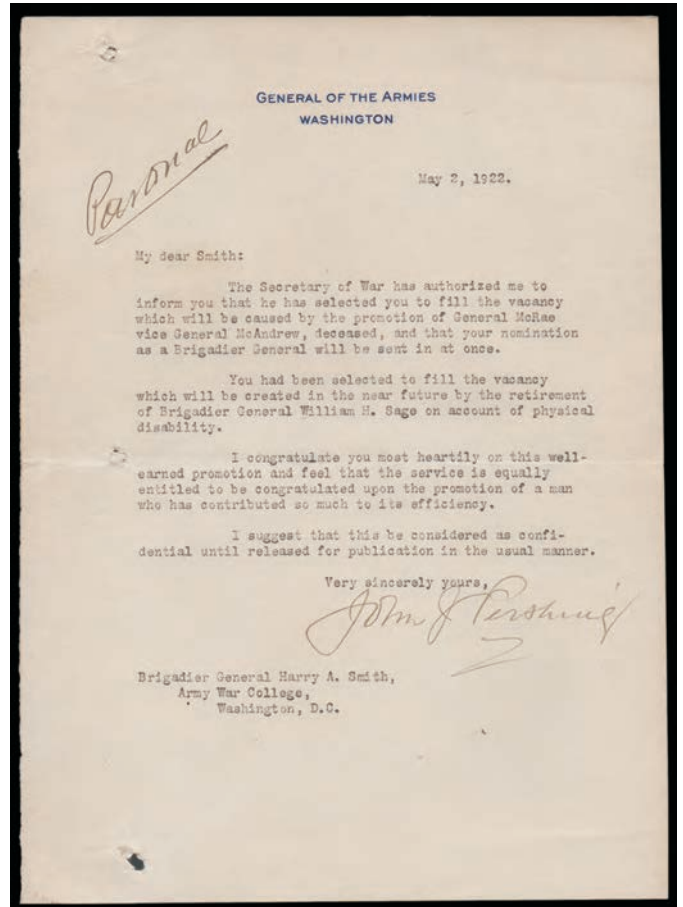 GENERAL OF THE ARMIES
WASHINGTON
Personal
May 2, 1922.
My dear Smith:
The Secretary of War has authorized me to
inform you that he has selected you to fill the vacancy
which will be caused by the promotion of General McRae
vice General McAndrew, deceased, and that your nomination
as a Brigadier General will be sent in at once.
You had been selected to fill the vacancy
which will be created in the near future by the retirement
of Brigadier General William H. Sage on account of physical
disability.
I congratulate you most heartily on this well-
earned promotion and feel that the service is equally
entitled to be congratulated upon the promotion of a man
who has contributed so much to its efficiency.
I suggest that this be considered as confi-
dential until released for publication in the usual manner.
Very sincerely yours,
John J Pershing
Brigadier General Harry A. Smith,
Army War College,
Washington, D.C.